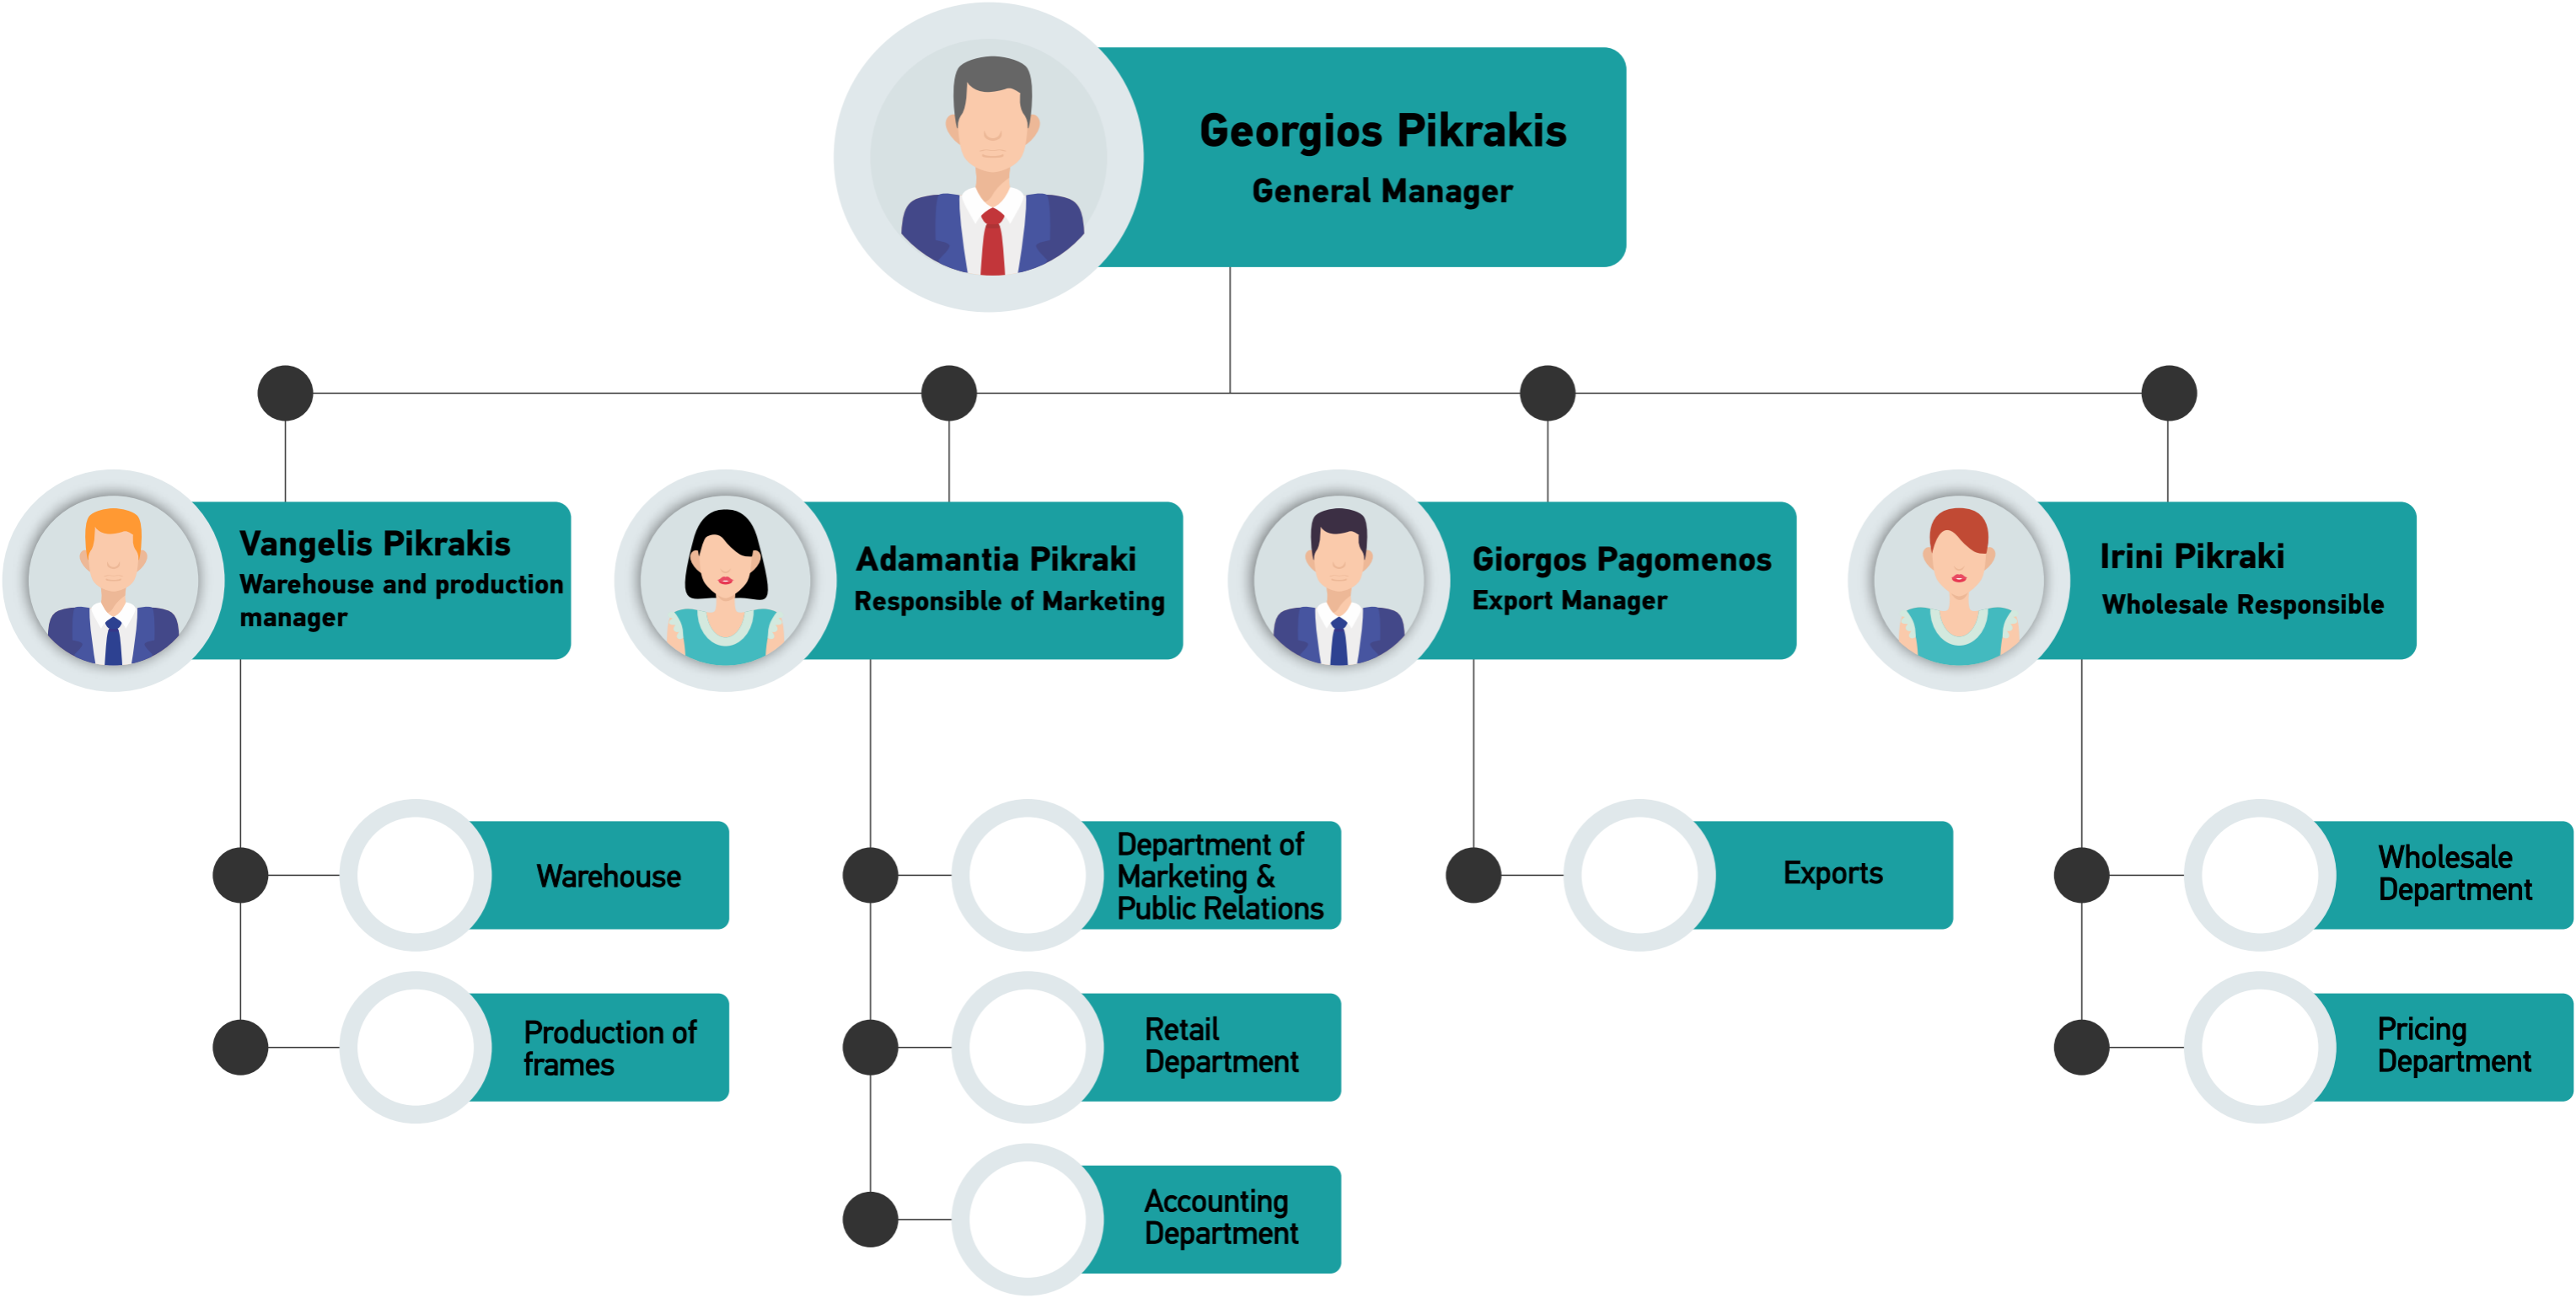 Georgios Pikrakis
General Manager
Vangelis Pikrakis
Warehouse and production
manager
Adamantia Pikraki
Responsible of Marketing
Giorgos Pagomenos
Export Manager
Irini Pikraki
Wholesale Responsible
Warehouse
Production of
frames
Department of
Marketing &
Public Relations
Retail
Department
Accounting
Department
Exports
Wholesale
Department
Pricing
Department